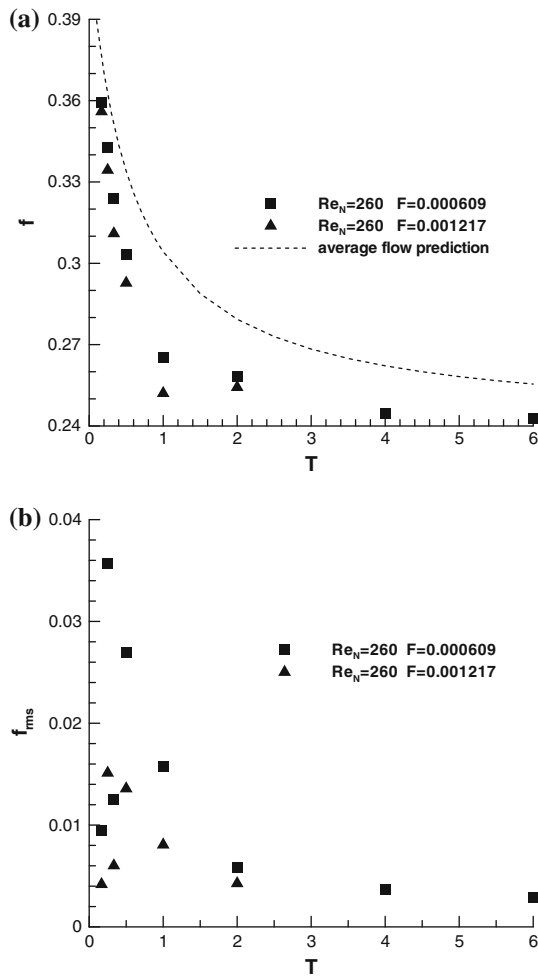 (a)
0.39
0.36
0.33
0.3
0.27
0.24
f
Re_N=260 F=0.000609
Re_N=260 F=0.001217
average flow prediction
0 1 2 3 4 5 6
T
(b)
0.04
0.03
0.02
0.01
0
f_rms
Re_N=260 F=0.000609
Re_N=260 F=0.001217
0 1 2 3 4 5 6
T